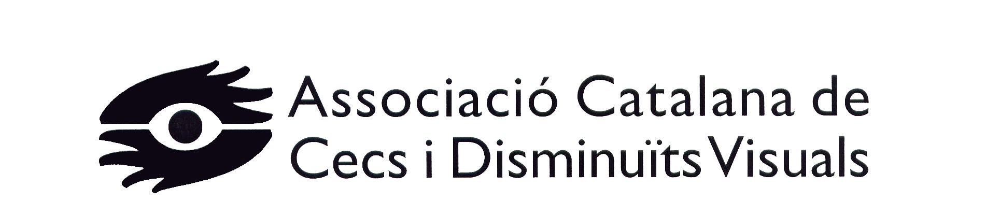 Associació Catalana de
Cecs i Disminuïts Visuals